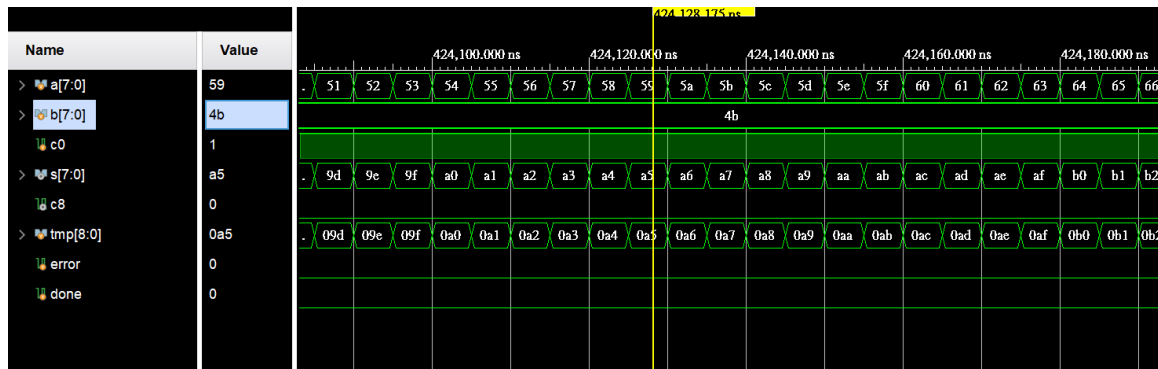 424,128.175 ns
Name Value
424,100.000 ns 424,120.000 ns 424,140.000 ns 424,160.000 ns 424,180.000 ns
a[7:0] 59 51 52 53 54 55 56 57 58 59 5a 5b 5c 5d 5e 5f 60 61 62 63 64 65 66
b[7:0] 4b 4b
c0 1
s[7:0] a5 9d 9e 9f a0 a1 a2 a3 a4 a5 a6 a7 a8 a9 aa ab ac ad ae af b0 b1 b2
c8 0
tmp[8:0] 0a5 09d 09e 09f 0a0 0a1 0a2 0a3 0a4 0a5 0a6 0a7 0a8 0a9 0aa 0ab 0ac 0ad 0ae 0af 0b0 0b1 0b2
error 0
done 0